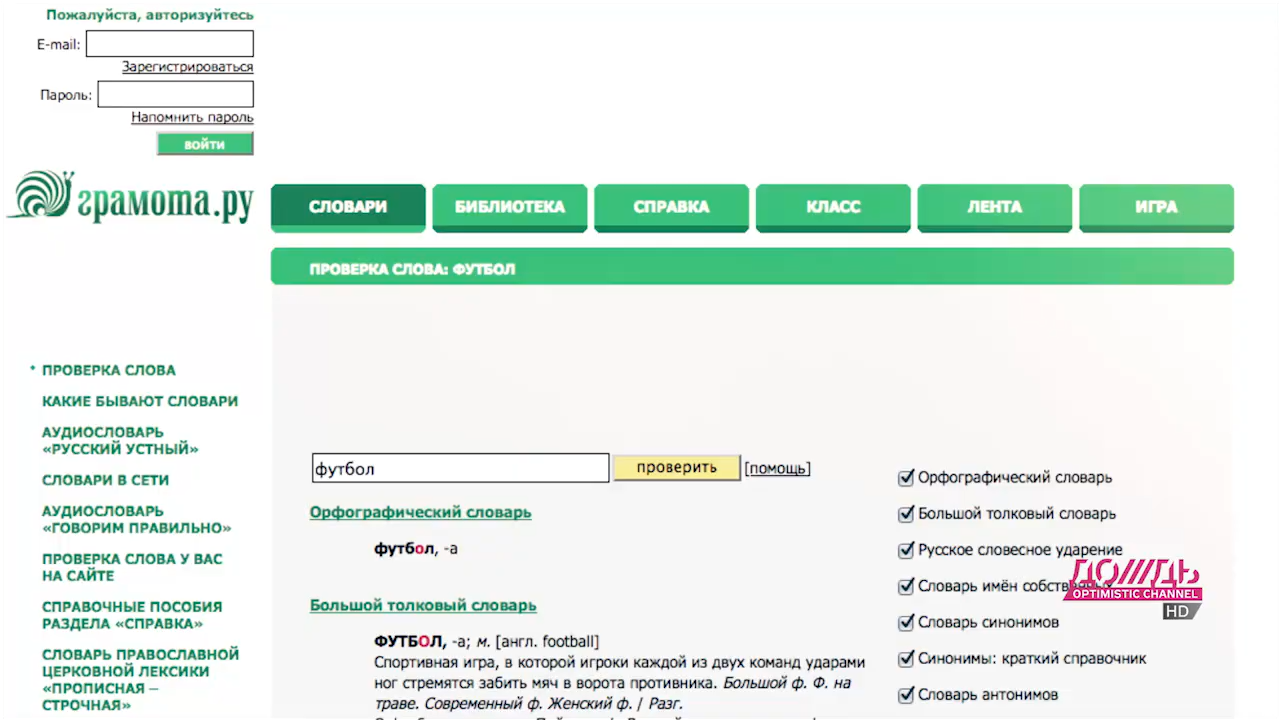 Пожалуйста, авторизуйтесь
E-mail:
Зарегистрироваться
Пароль:
Напомнить пароль
войти
грамота.ру
СЛОВАРИ
БИБЛИОТЕКА
СПРАВКА
КЛАСС
ЛЕНТА
ИГРА
ПРОВЕРКА СЛОВА: ФУТБОЛ
ПРОВЕРКА СЛОВА
КАКИЕ БЫВАЮТ СЛОВАРИ
АУДИОСЛОВАРЬ
«РУССКИЙ УСТНЫЙ»
СЛОВАРИ В СЕТИ
АУДИОСЛОВАРЬ
«ГОВОРИМ ПРАВИЛЬНО»
ПРОВЕРКА СЛОВА У ВАС
НА САЙТЕ
СПРАВОЧНЫЕ ПОСОБИЯ
РАЗДЕЛА «СПРАВКА»
СЛОВАРЬ ПРАВОСЛАВНОЙ
ЦЕРКОВНОЙ ЛЕКСИКИ
«ПРОПИСНАЯ –
СТРОЧНАЯ»
футбол
проверить
[помощь]
Орфографический словарь
футбол, -а
Большой толковый словарь
ФУТБОЛ, -а; м. [англ. football]
Спортивная игра, в которой игроки каждой из двух команд ударами
ног стремятся забить мяч в ворота противника. Большой ф. Ф. на
траве. Современный ф. Женский ф. | Разг.
Орфографический словарь
Большой толковый словарь
Русское словесное ударение
Словарь имён собственных
Словарь синонимов
Синонимы: краткий справочник
Словарь антонимов
ДОЖДЬ
OPTIMISTIC CHANNEL
HD